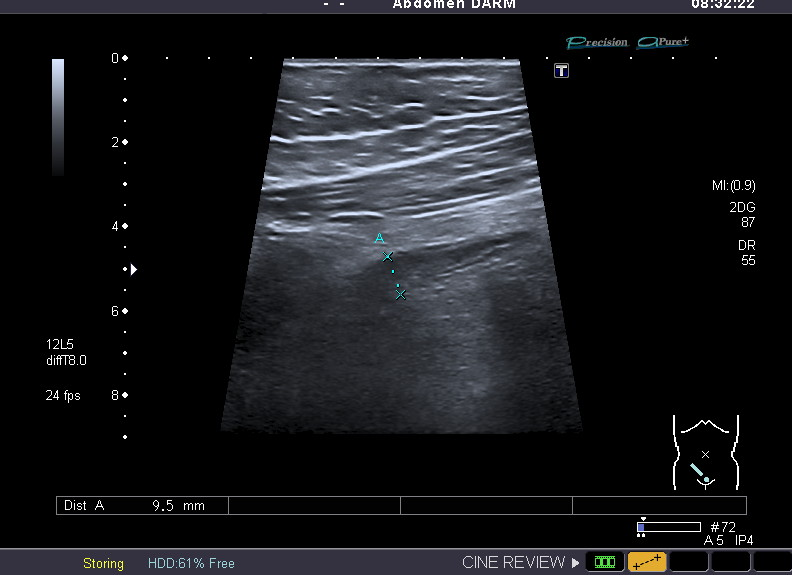 - - Abdomen DARM 08:32:22
Precision APure+
T
0
2
4
6
8
A
MI:(0.9)
2DG
87
DR
55
12L5
diffT8.0
24 fps
Dist A 9.5 mm
#72
A 5 IP4
Storing HDD:61% Free CINE REVIEW